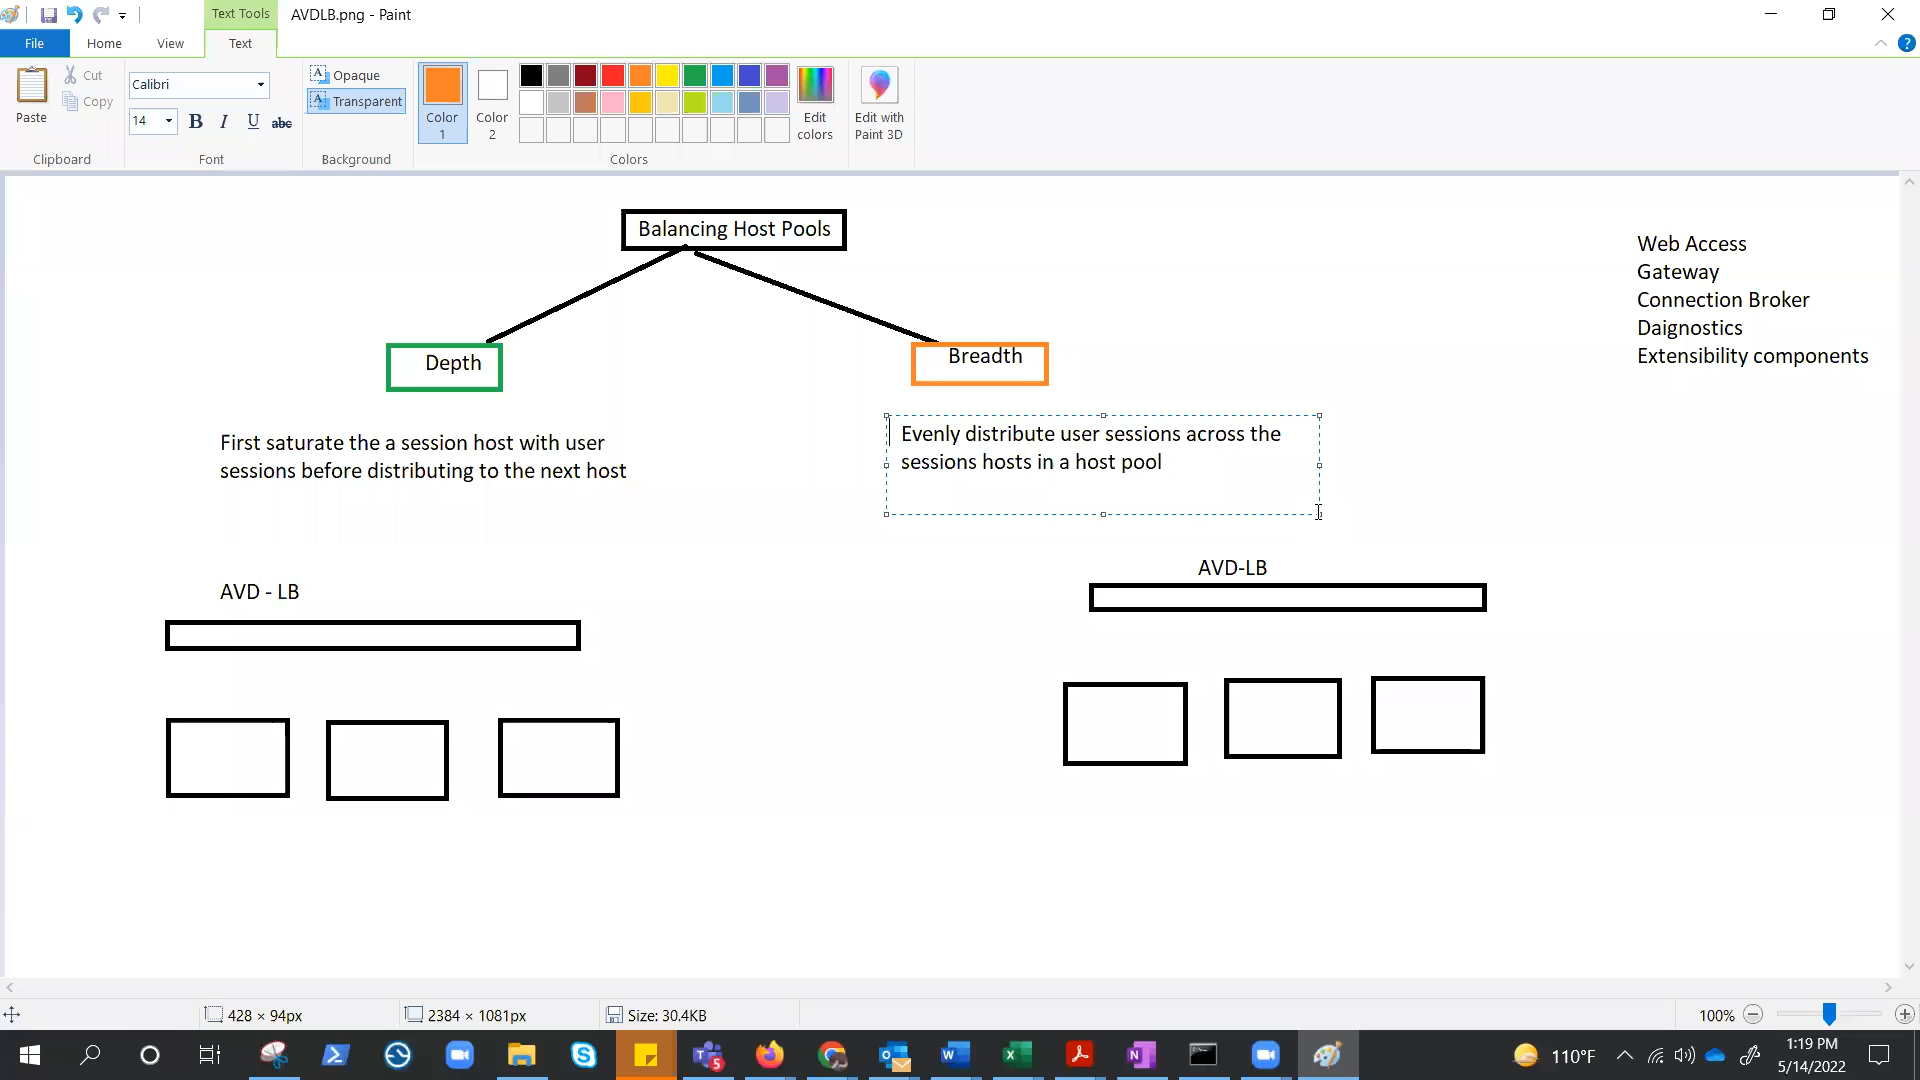 Text Tools
AVDLB.png - Paint
File
Home
View
Text
Paste
Cut
Copy
Clipboard
Calibri
14
B I U abc
Font
Opaque
Transparent
Background
Color 1
Color 2
Edit colors
Colors
Edit with Paint 3D
Balancing Host Pools
Depth
Breadth
Web Access
Gateway
Connection Broker
Daignostics
Extensibility components
First saturate the a session host with user
sessions before distributing to the next host
Evenly distribute user sessions across the
sessions hosts in a host pool
AVD - LB
AVD-LB
428 × 94px
2384 × 1081px
Size: 30.4KB
100%
110°F
1:19 PM
5/14/2022